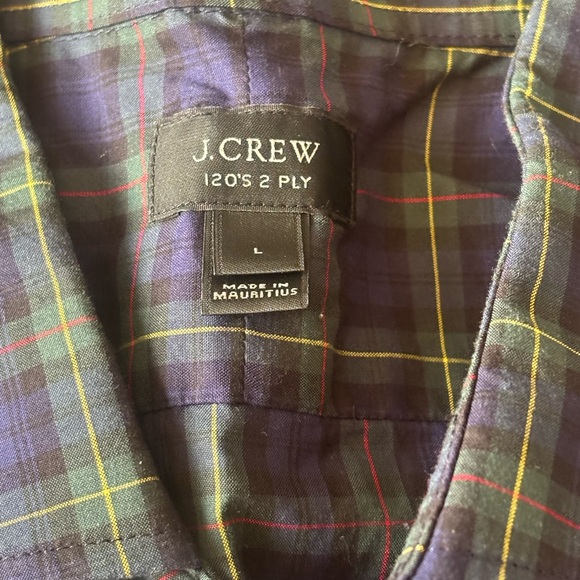 J.CREW
120'S 2 PLY
L
MADE IN
MAURITIUS